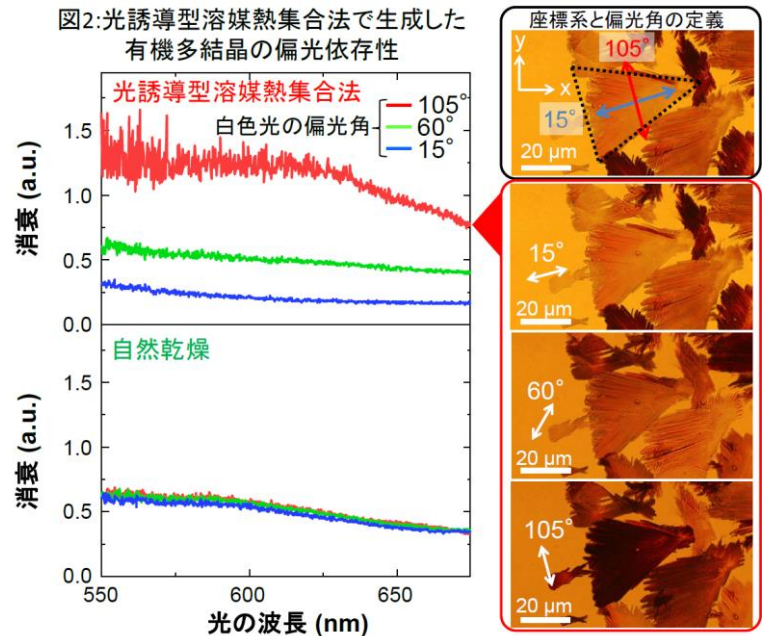 図2:光誘導型溶媒熱集合法で生成した
有機多結晶の偏光依存性
光誘導型溶媒熱集合法
白色光の偏光角
105°
60°
15°
消衰 (a.u.)
1.5
1.0
0.5
0.0
自然乾燥
消衰 (a.u.)
1.5
1.0
0.5
0.0
550
600
650
光の波長 (nm)
座標系と偏光角の定義
y
x
105°
15°
20 μm
15°
20 μm
60°
20 μm
105°
20 μm